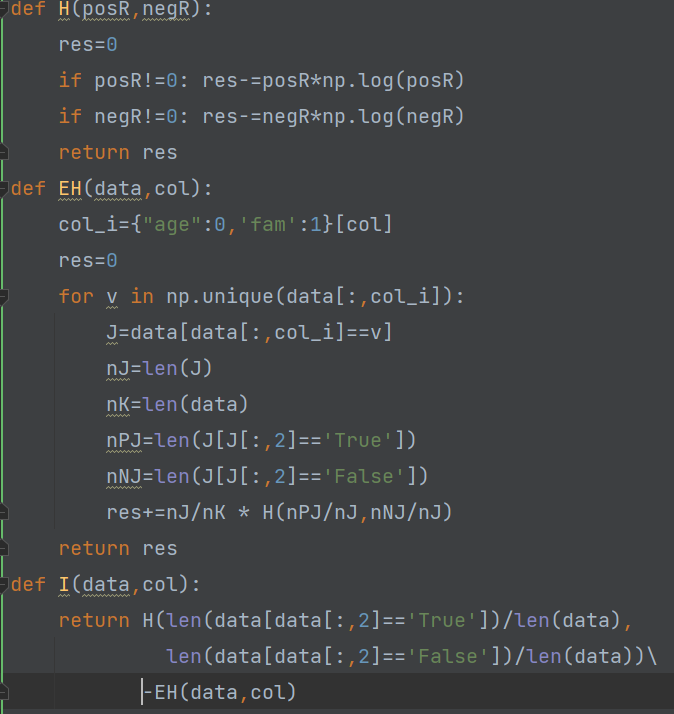 def H(posR,negR):
    res=0
    if posR!=0: res-=posR*np.log(posR)
    if negR!=0: res-=negR*np.log(negR)
    return res
def EH(data,col):
    col_i={"age":0,'fam':1}[col]
    res=0
    for v in np.unique(data[:,col_i]):
        J=data[data[:,col_i]==v]
        nJ=len(J)
        nK=len(data)
        nPJ=len(J[J[:,2]=='True'])
        nNJ=len(J[J[:,2]=='False'])
        res+=nJ/nK * H(nPJ/nJ,nNJ/nJ)
    return res
def I(data,col):
    return H(len(data[data[:,2]=='True'])/len(data),
             len(data[data[:,2]=='False'])/len(data))\
           -EH(data,col)